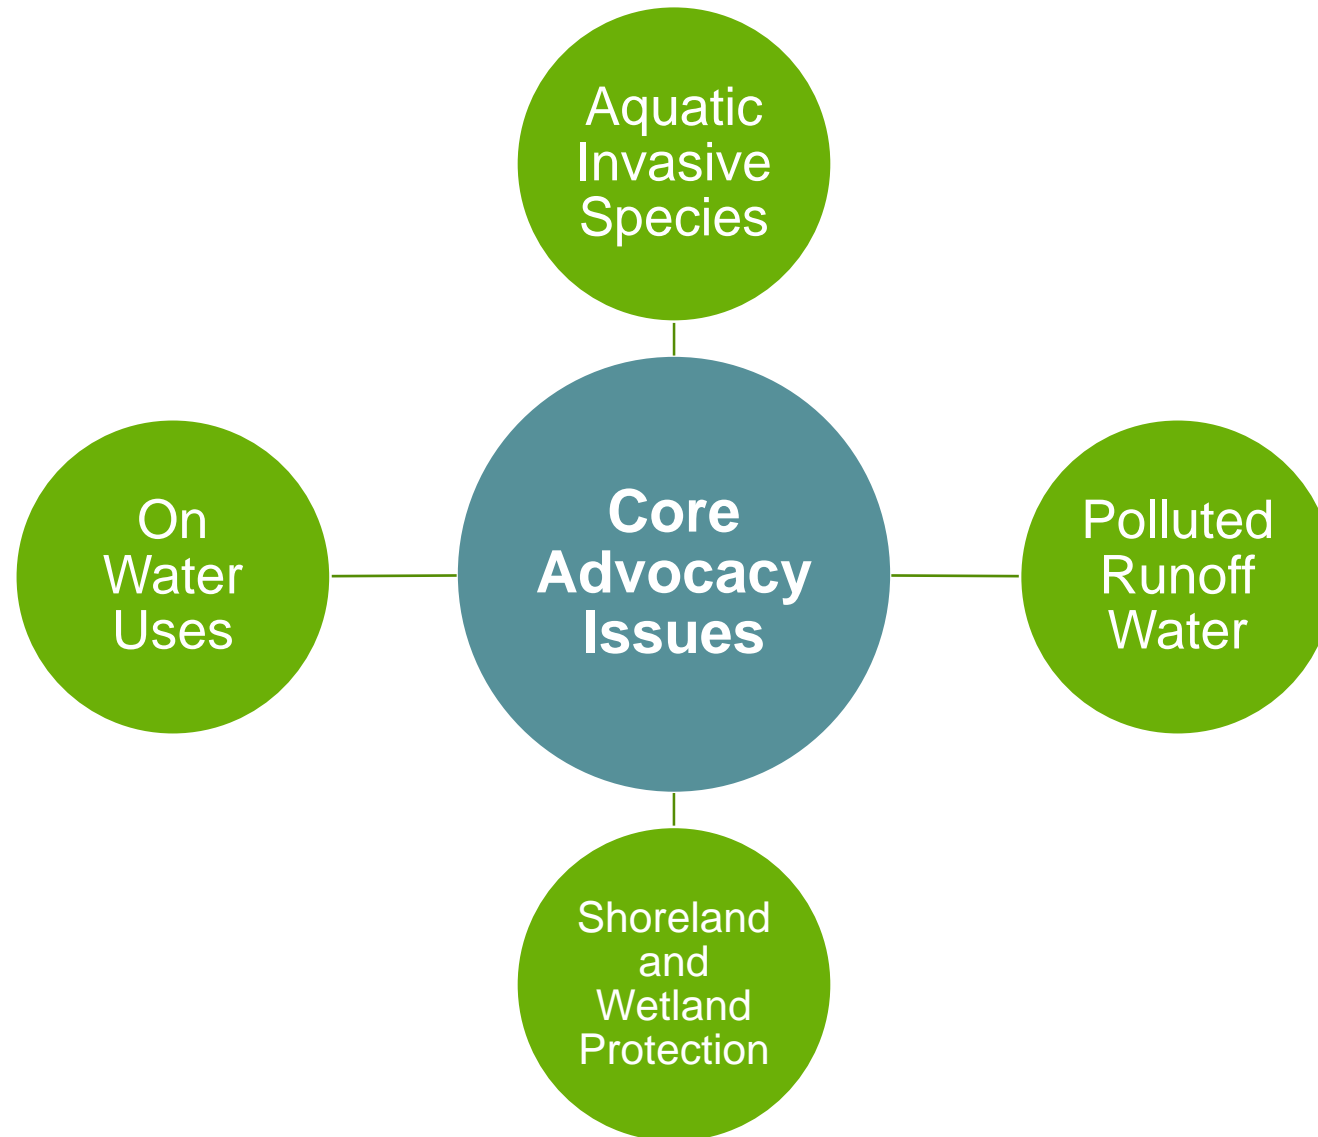 Aquatic
Invasive
Species
On
Water
Uses
Core
Advocacy
Issues
Polluted
Runoff
Water
Shoreland
and
Wetland
Protection